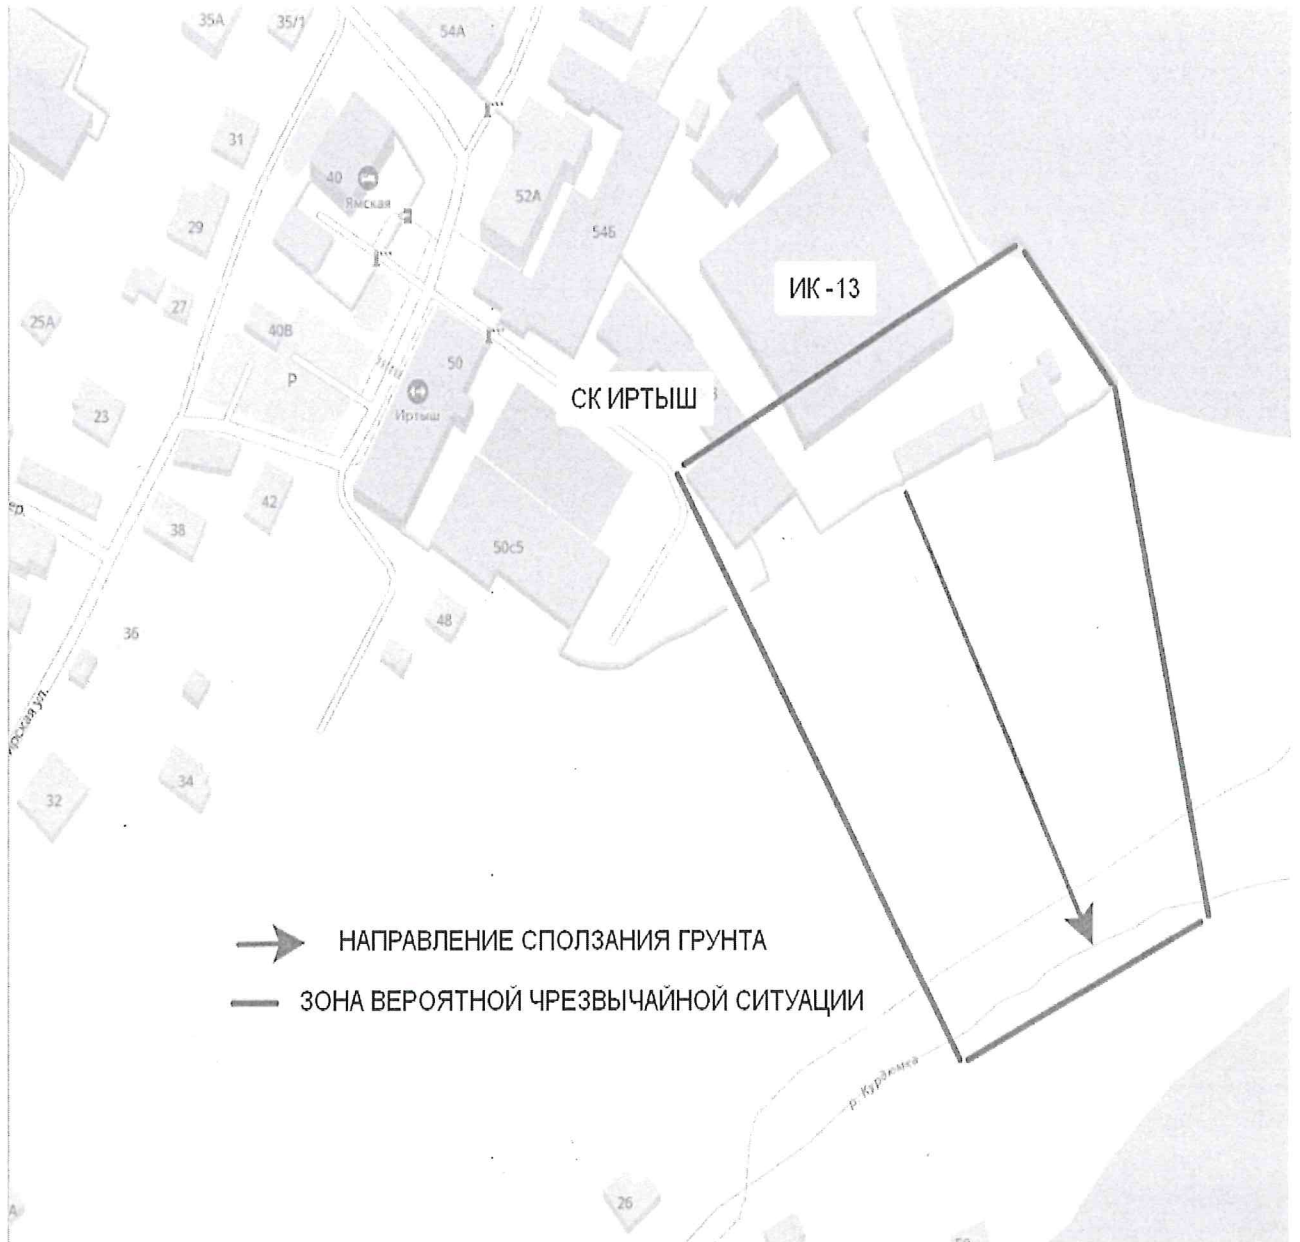 35А
35/1
54А
31
40
Ямская
52А
54Б
29
27
25А
40В
50
Р
Иртыш
23
ИК -13
СК ИРТЫШ
42
38
50с5
48
36
34
32
НАПРАВЛЕНИЕ СПОЛЗАНИЯ ГРУНТА
ЗОНА ВЕРОЯТНОЙ ЧРЕЗВЫЧАЙНОЙ СИТУАЦИИ
р. Курдюмка
26